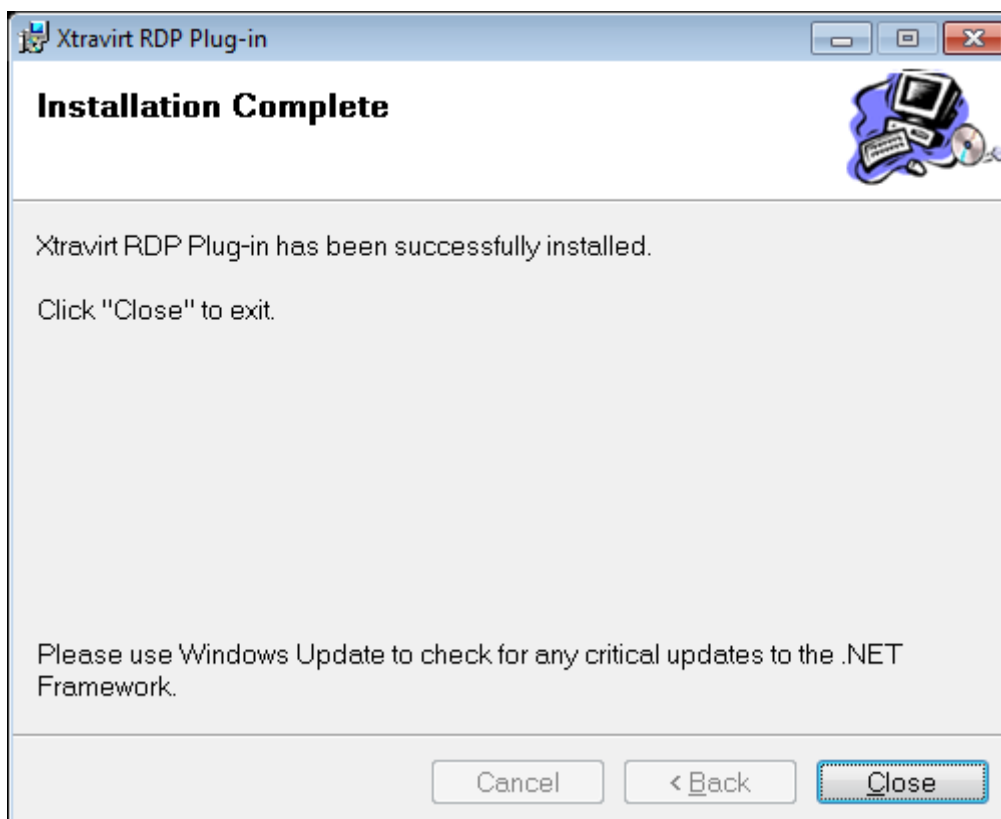 Xtravirt RDP Plug-in
Installation Complete
Xtravirt RDP Plug-in has been successfully installed.
Click "Close" to exit.
Please use Windows Update to check for any critical updates to the .NET
Framework.
Cancel
< Back
Close